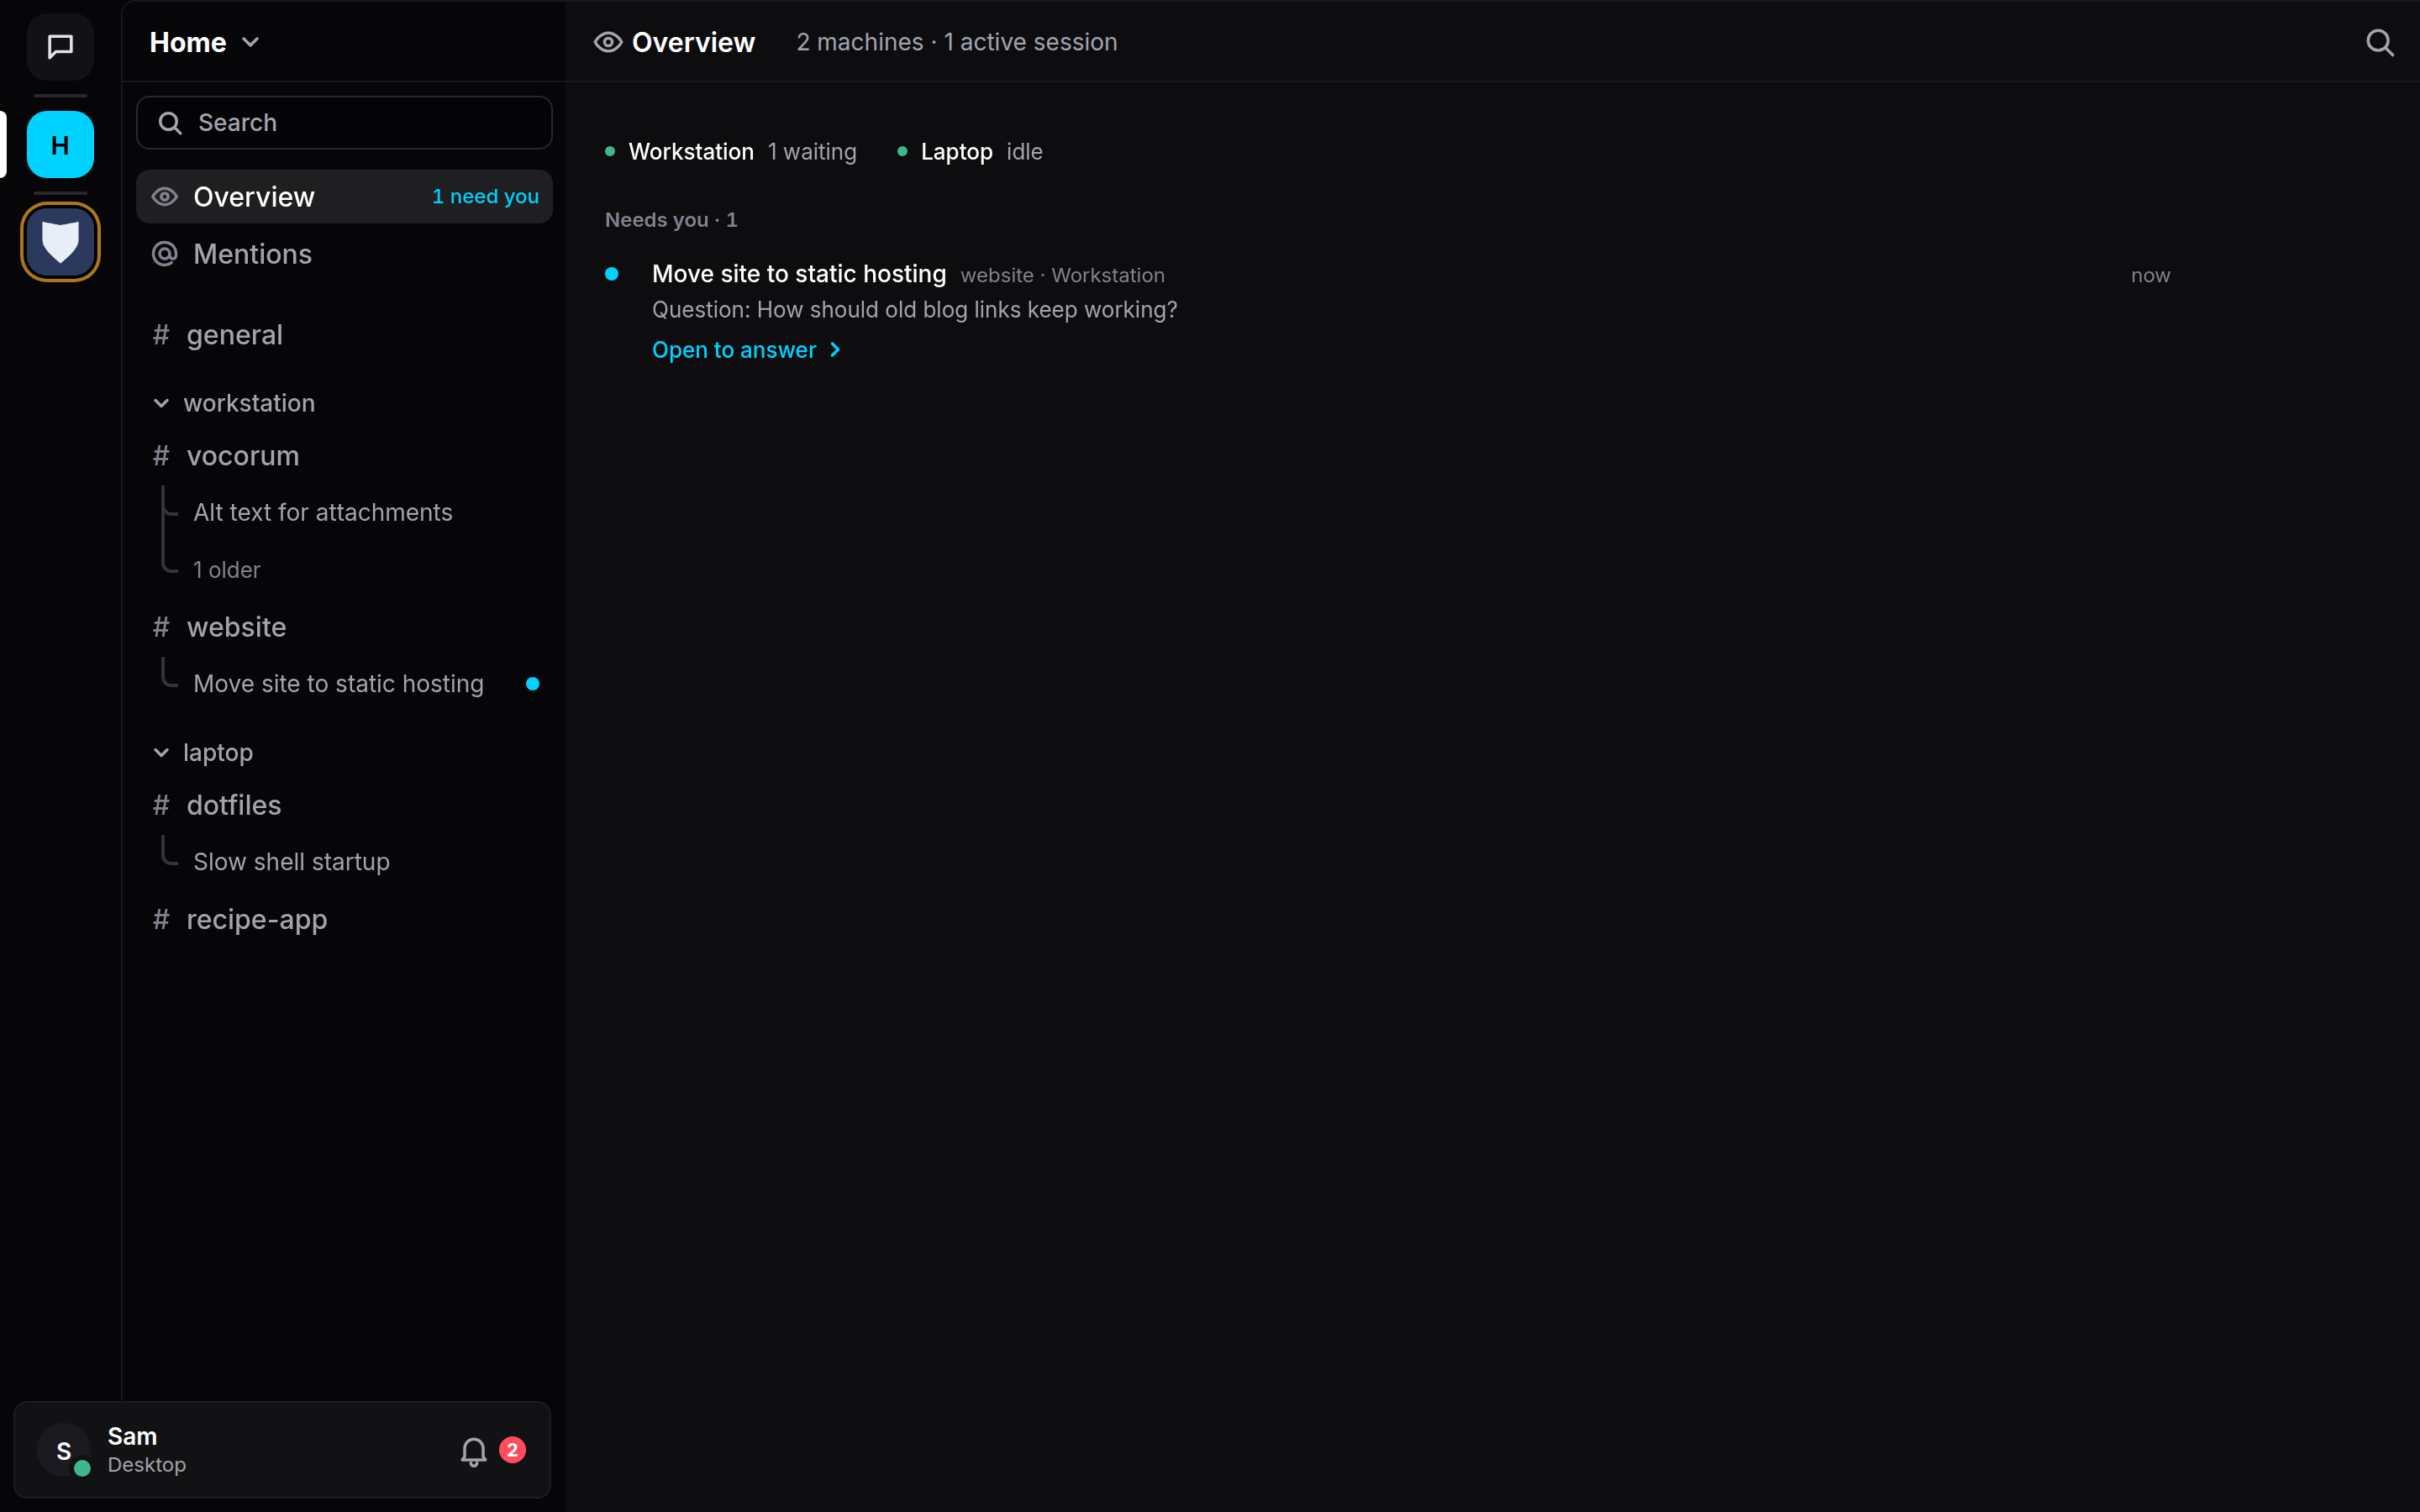 Home
Overview 2 machines · 1 active session
H
Search
Overview 1 need you
Mentions
# general
workstation
# vocorum
Alt text for attachments
1 older
# website
Move site to static hosting
laptop
# dotfiles
Slow shell startup
# recipe-app
S
Sam
Desktop
2
Workstation 1 waiting Laptop idle
Needs you · 1
Move site to static hosting website · Workstation now
Question: How should old blog links keep working?
Open to answer